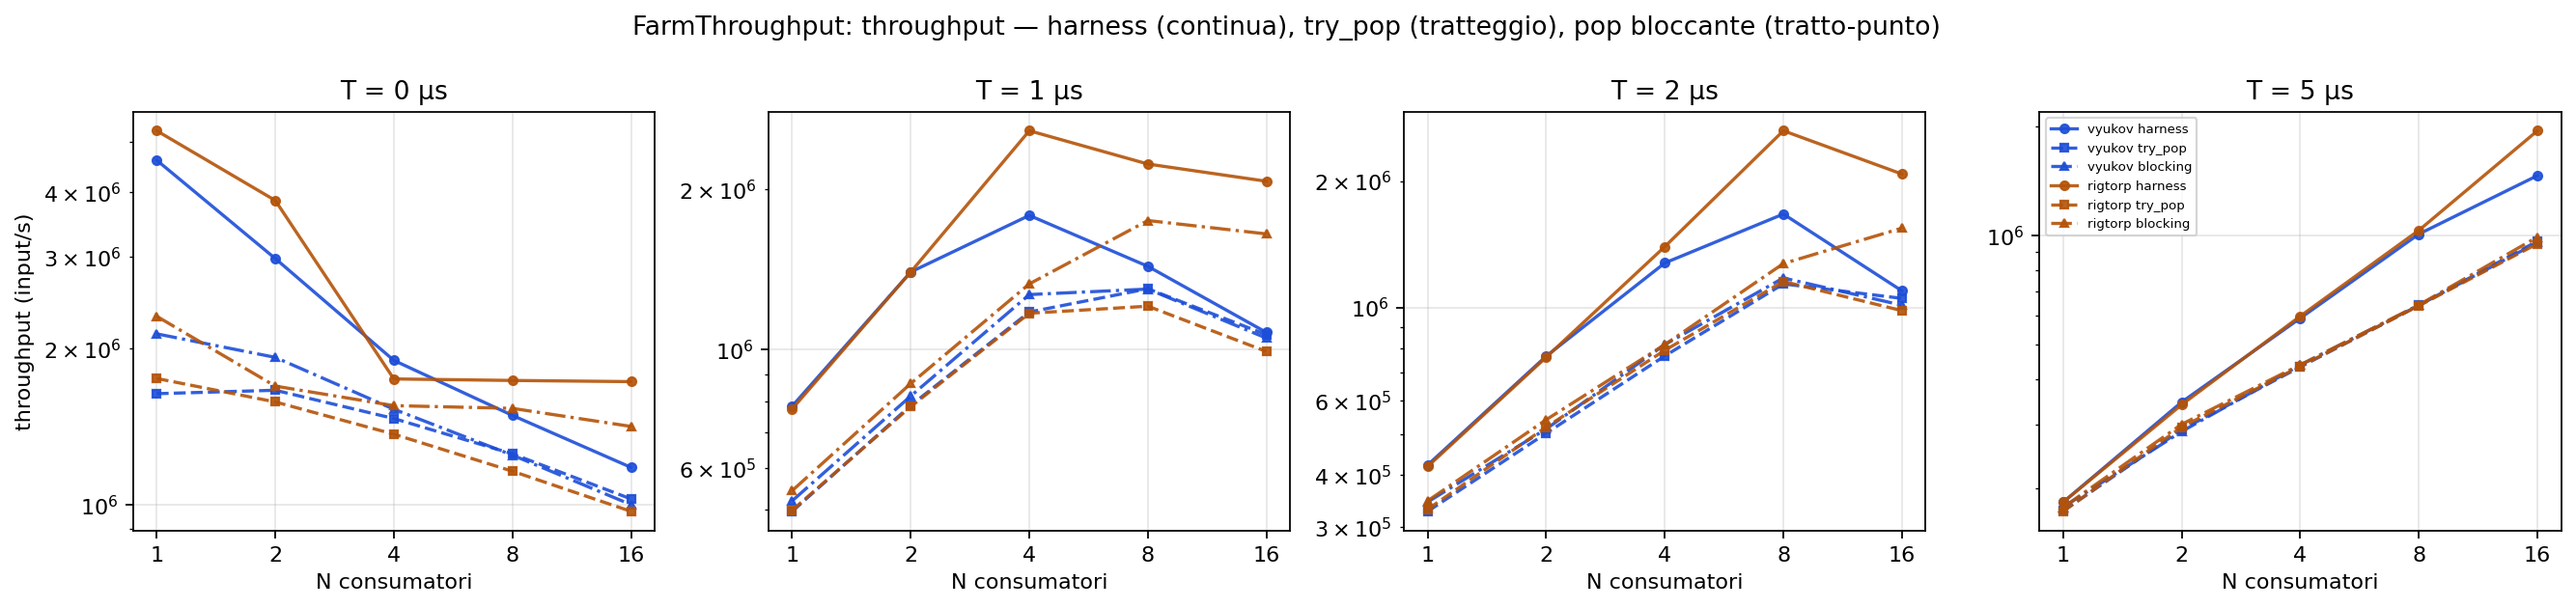 FarmThroughput: throughput — harness (continua), try_pop (tratteggio), pop bloccante (tratto-punto)
T = 0 µs
T = 1 µs
T = 2 µs
T = 5 µs
throughput (input/s)
4 × 10⁶
3 × 10⁶
2 × 10⁶
10⁶
1
2
4
8
16
N consumatori
2 × 10⁶
10⁶
6 × 10⁵
1
2
4
8
16
N consumatori
2 × 10⁶
10⁶
6 × 10⁵
4 × 10⁵
3 × 10⁵
1
2
4
8
16
N consumatori
10⁶
vyukov harness
vyukov try_pop
vyukov blocking
rigtorp harness
rigtorp try_pop
rigtorp blocking
1
2
4
8
16
N consumatori